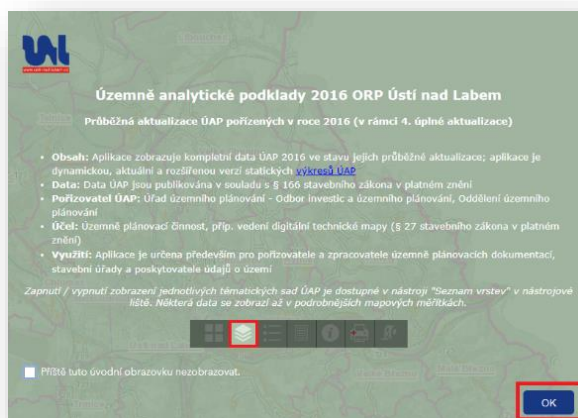 Územně analytické podklady 2016 ORP Ústí nad Labem
Průběžná aktualizace ÚAP pořízených v roce 2016 (v rámci 4. úplné aktualizace)
• Obsah: Aplikace zobrazuje kompletní data ÚAP 2016 ve stavu jejich průběžné aktualizace; aplikace je
dynamickou, aktuální a rozšířenou verzí statických výkresů ÚAP
• Data: Data ÚAP jsou publikována v souladu s § 166 stavebního zákona v platném znění
• Pořizovatel ÚAP: Úřad územního plánování - Odbor investic a územního plánování, Oddělení územního
plánování
• Účel: Územně plánovací činnost, příp. vedení digitální technické mapy (§ 27 stavebního zákona v platném
znění)
• Využití: Aplikace je určena především pro pořizovatele a zpracovatele územně plánovacích dokumentací,
stavební úřady a poskytovatele údajů o území
Zapnutí / vypnutí zobrazení jednotlivých tématických sad ÚAP je dostupné v nástroji "Seznam vrstev" v nástrojové
liště. Některá data se zobrazí až v podrobnějších mapových měřítkách.
Příště tuto úvodní obrazovku nezobrazovat.
OK